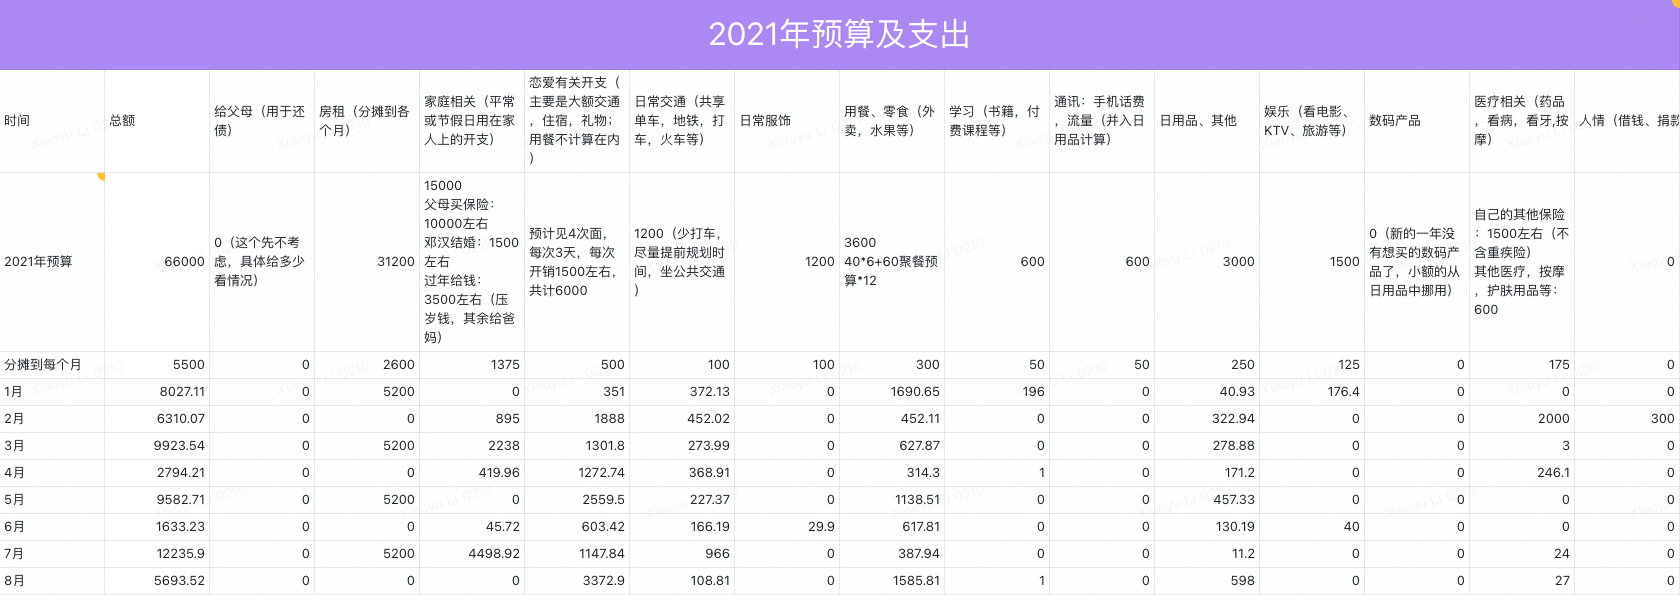 2021年预算及支出
时间 总额 给父母（用于还债） 房租（分摊到各个月） 家庭相关（平常或节假日用在家人上的开支） 恋爱有关开支（主要是大额交通，住宿，礼物；用餐不计算在内） 日常交通（共享单车，地铁，打车，火车等） 日常服饰 用餐、零食（外卖，水果等） 学习（书籍，付费课程等） 通讯：手机话费，流量（并入日用品计算） 日用品、其他 娱乐（看电影、KTV、旅游等） 数码产品 医疗相关（药品，看病，看牙,按摩） 人情（借钱、捐款
2021年预算 66000 0（这个先不考虑，具体给多少看情况） 31200 15000 父母买保险：10000左右 邓汉结婚：1500左右 过年给钱：3500左右（压岁钱，其余给爸妈） 预计见4次面，每次3天，每次开销1500左右，共计6000 1200（少打车，尽量提前规划时间，坐公共交通） 1200 3600 40*6+60聚餐预算*12 600 600 3000 1500 0（新的一年没有想买的数码产品了，小额的从日用品中挪用） 自己的其他保险：1500左右（不含重疾险） 其他医疗，按摩，护肤用品等：600 0
分摊到每个月 5500 0 2600 1375 500 100 100 300 50 50 250 125 0 175 0
1月 8027.11 0 5200 0 351 372.13 0 1690.65 196 0 40.93 176.4 0 0 0
2月 6310.07 0 0 895 1888 452.02 0 452.11 0 0 322.94 0 0 2000 300
3月 9923.54 0 5200 2238 1301.8 273.99 0 627.87 0 0 278.88 0 0 3 0
4月 2794.21 0 0 419.96 1272.74 368.91 0 314.3 1 0 171.2 0 0 246.1 0
5月 9582.71 0 5200 0 2559.5 227.37 0 1138.51 0 0 457.33 0 0 0 0
6月 1633.23 0 0 45.72 603.42 166.19 29.9 617.81 0 0 130.19 40 0 0 0
7月 12235.9 0 5200 4498.92 1147.84 966 0 387.94 0 0 11.2 0 0 24 0
8月 5693.52 0 0 0 3372.9 108.81 0 1585.81 1 0 598 0 0 27 0
Xiaoyu Li 0210